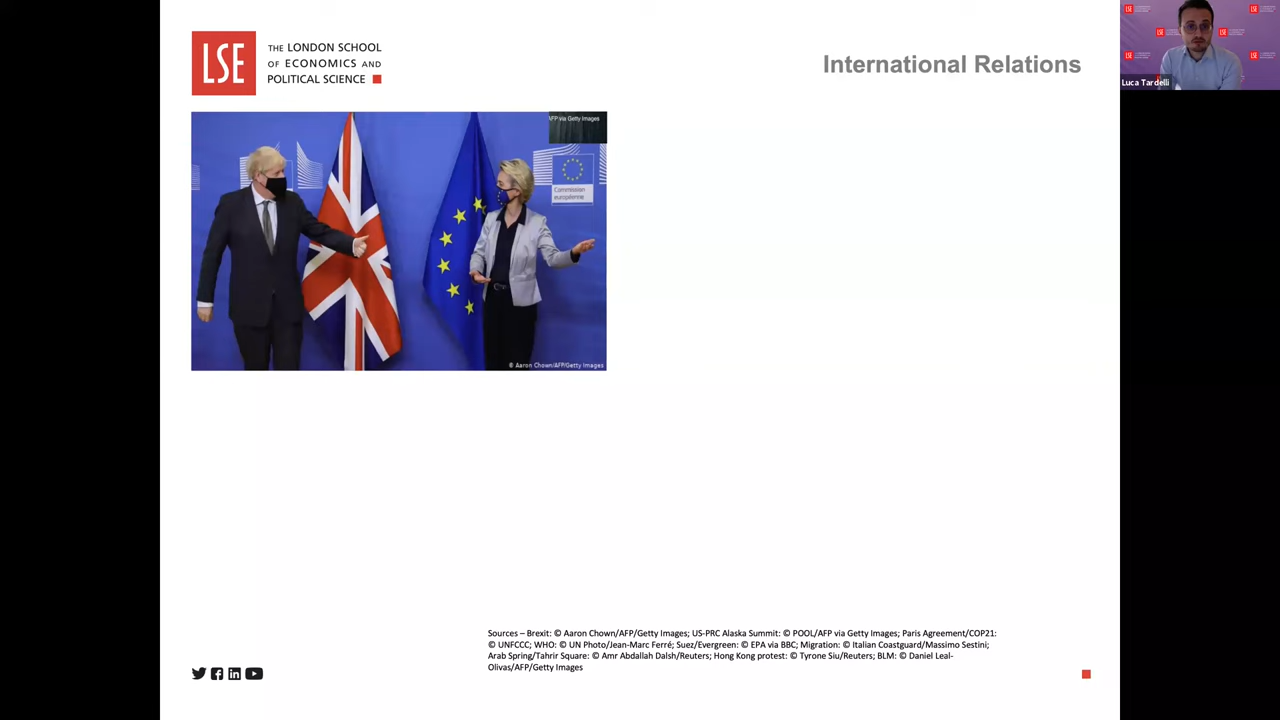 LSE
THE LONDON SCHOOL
OF ECONOMICS AND
POLITICAL SCIENCE
International Relations
Luca Tardelli
AFP via Getty Images
Commission
européenne
© Aaron Chown/AFP/Getty Images
Sources – Brexit: © Aaron Chown/AFP/Getty Images; US-PRC Alaska Summit: © POOL/AFP via Getty Images; Paris Agreement/COP21:
© UNFCCC; WHO: © UN Photo/Jean-Marc Ferré; Suez/Evergreen: © EPA via BBC; Migration: © Italian Coastguard/Massimo Sestini;
Arab Spring/Tahrir Square: © Amr Abdallah Dalsh/Reuters; Hong Kong protest: © Tyrone Siu/Reuters; BLM: © Daniel Leal-
Olivas/AFP/Getty Images